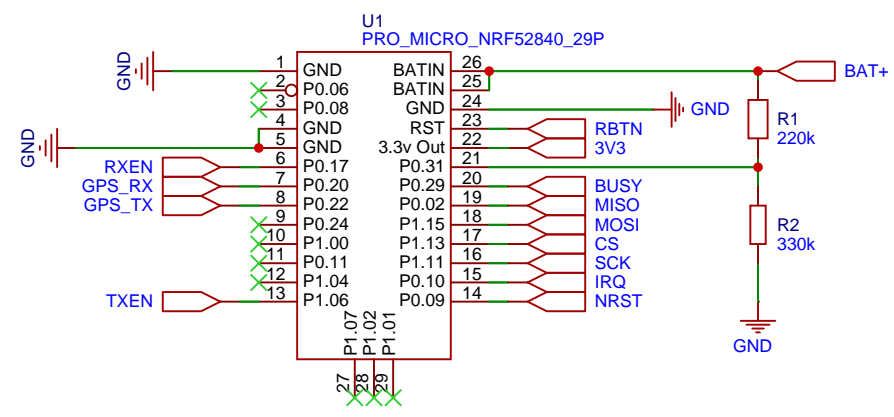 U1
PRO_MICRO_NRF52840_29P
GND 1 GND BATIN 26 BAT+
2 P0.06 BATIN 25
3 P0.08 GND 24 GND
4 GND RST 23 RBTN R1
GND 5 GND 3.3v Out 22 3V3 220k
RXEN 6 P0.17 P0.31 21
GPS_RX 7 P0.20 P0.29 20 BUSY
GPS_TX 8 P0.22 P0.02 19 MISO
9 P0.24 P1.15 18 MOSI R2
10 P1.00 P1.13 17 CS 330k
11 P0.11 P1.11 16 SCK
12 P1.04 P0.10 15 IRQ
TXEN 13 P1.06 P0.09 14 NRST
P1.07 P1.02 P1.01 GND
27 28 29